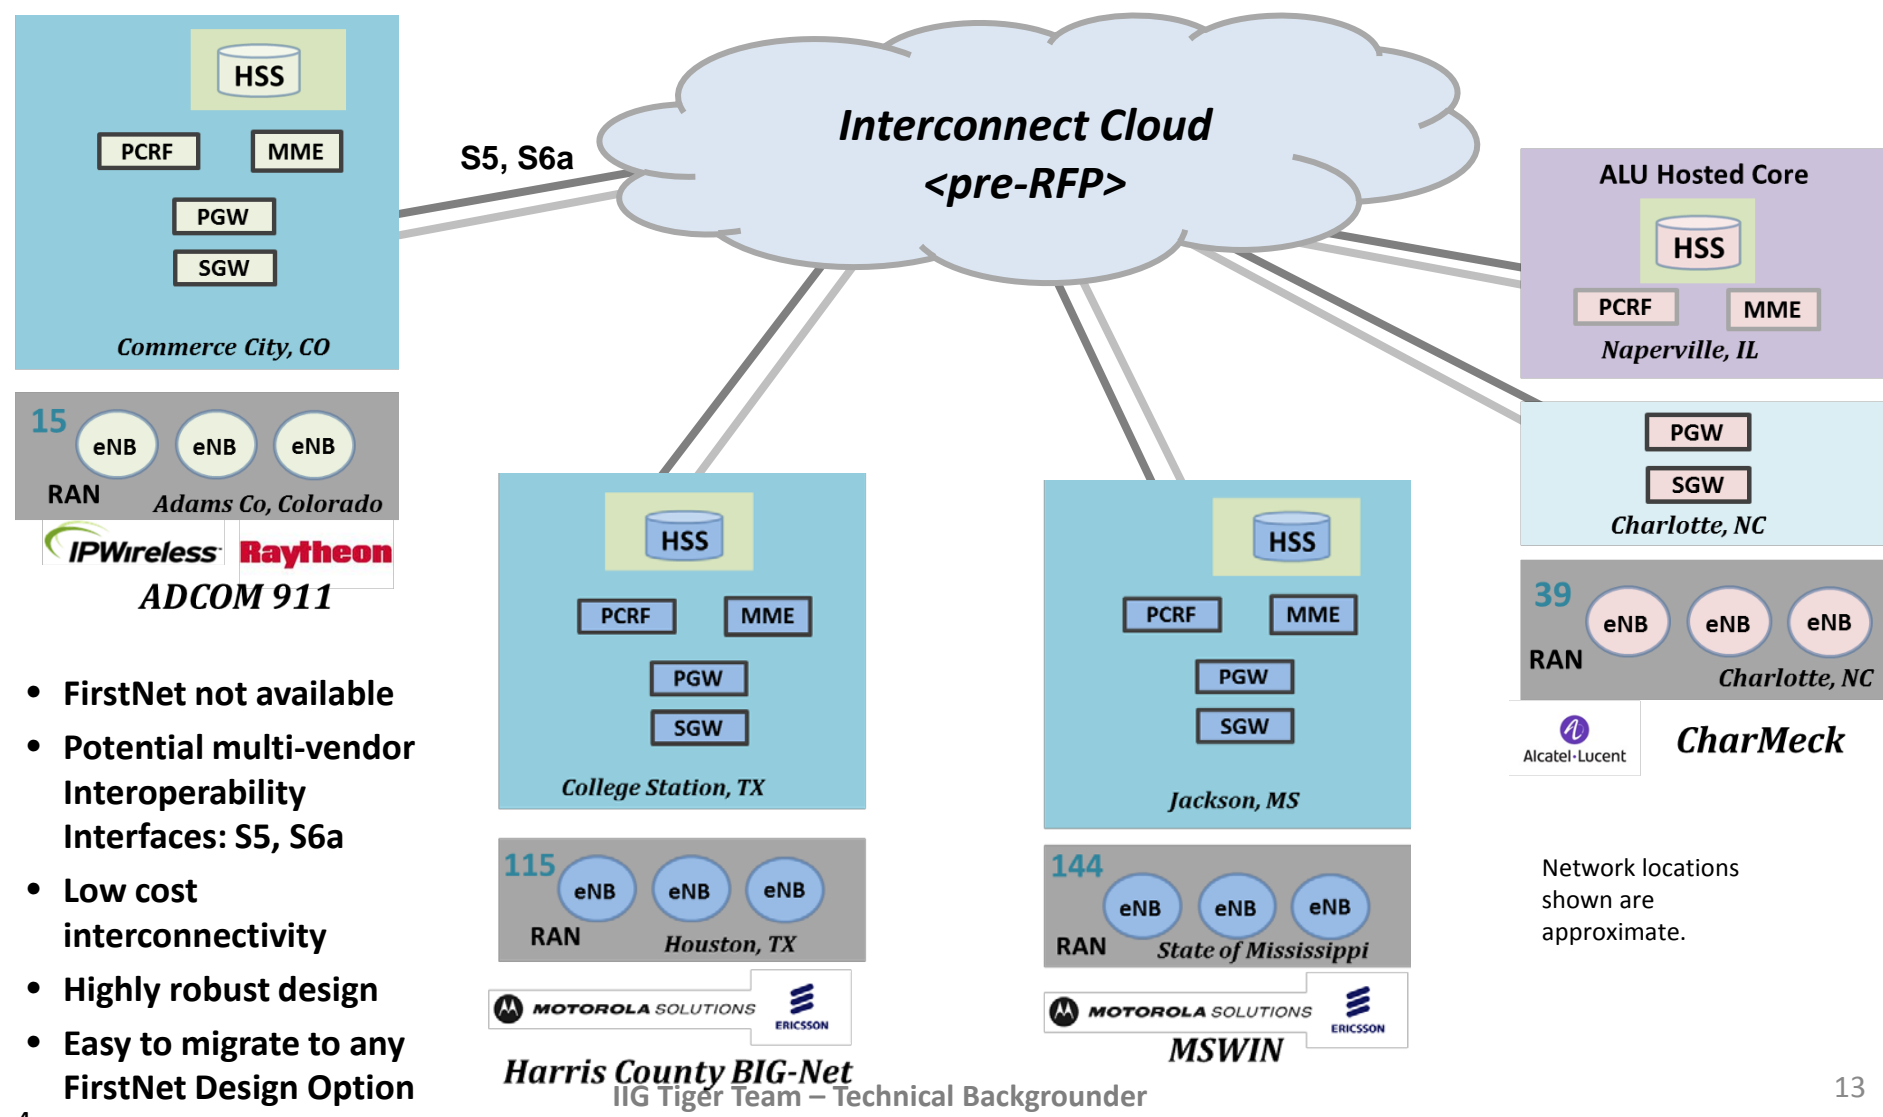 Interconnect Cloud
<pre-RFP>
S5, S6a
HSS
PCRF
MME
PGW
SGW
Commerce City, CO
15
eNB
eNB
eNB
RAN
Adams Co, Colorado
IPWireless
Raytheon
ADCOM 911
• FirstNet not available
• Potential multi-vendor
Interoperability
Interfaces: S5, S6a
• Low cost
interconnectivity
• Highly robust design
• Easy to migrate to any
FirstNet Design Option
HSS
PCRF
MME
PGW
SGW
College Station, TX
115
eNB
eNB
eNB
RAN
Houston, TX
MOTOROLA SOLUTIONS
ERICSSON
Harris County BIG-Net
HSS
PCRF
MME
PGW
SGW
Jackson, MS
144
eNB
eNB
eNB
RAN
State of Mississippi
MOTOROLA SOLUTIONS
ERICSSON
MSWIN
ALU Hosted Core
HSS
PCRF
MME
Naperville, IL
PGW
SGW
Charlotte, NC
39
eNB
eNB
eNB
RAN
Charlotte, NC
Alcatel·Lucent
CharMeck
Network locations
shown are
approximate.
IIG Tiger Team – Technical Backgrounder
13